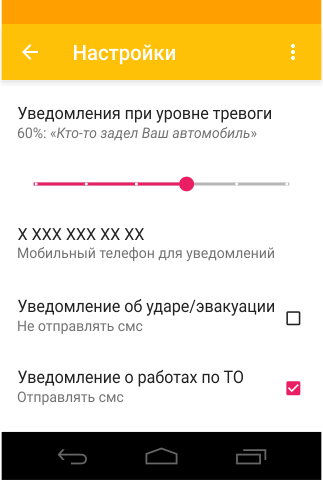 Настройки
Уведомления при уровне тревоги
60%: «Кто-то задел Ваш автомобиль»
X XXX XXX XX XX
Мобильный телефон для уведомлений
Уведомление об ударе/эвакуации
Не отправлять смс
Уведомление о работах по ТО
Отправлять смс